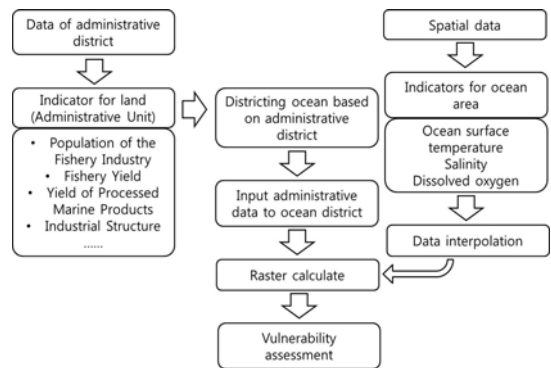 Data of administrative
district
Indicator for land
(Administrative Unit)
• Population of the
Fishery Industry
• Fishery Yield
• Yield of Processed
Marine Products
• Industrial Structure
......
Districting ocean based
on administrative
district
Input administrative
data to ocean district
Raster calculate
Vulnerability
assessment
Spatial data
Indicators for ocean
area
Ocean surface
temperature
Salinity
Dissolved oxygen
Data interpolation